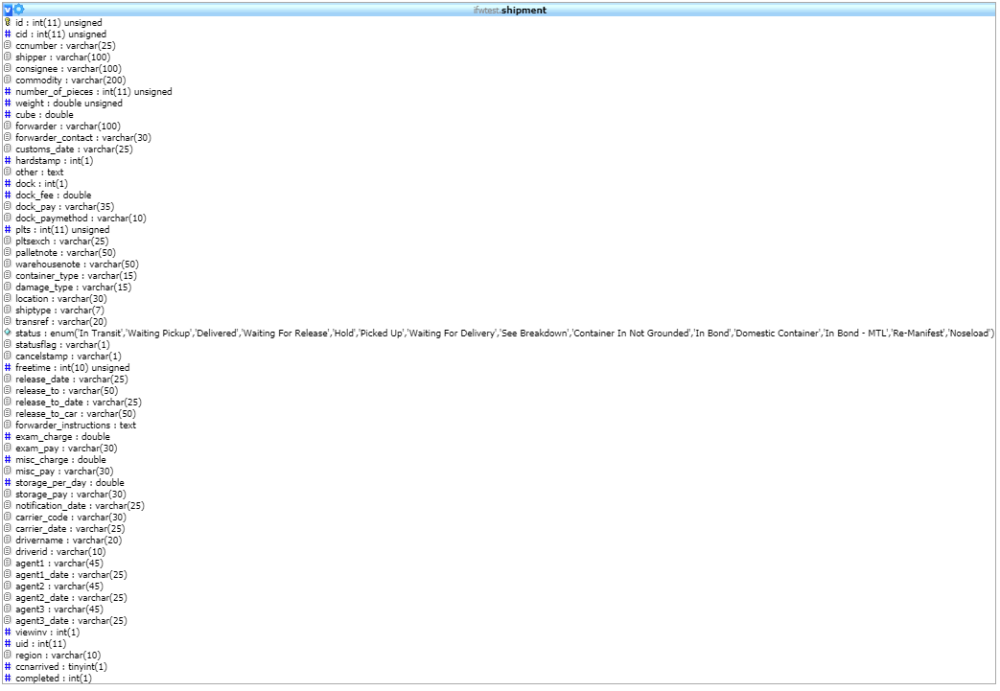 v ifwtest.shipment
id : int(11) unsigned
# cid : int(11) unsigned
ccnumber : varchar(25)
shipper : varchar(100)
consignee : varchar(100)
commodity : varchar(200)
# number_of_pieces : int(11) unsigned
# weight : double unsigned
# cube : double
forwarder : varchar(100)
forwarder_contact : varchar(30)
customs_date : varchar(25)
# hardstamp : int(1)
other : text
# dock : int(1)
# dock_fee : double
dock_pay : varchar(35)
dock_paymethod : varchar(10)
# plts : int(11) unsigned
pltsexch : varchar(25)
palletnote : varchar(50)
warehousenote : varchar(50)
container_type : varchar(15)
damage_type : varchar(15)
location : varchar(30)
shiptype : varchar(7)
transref : varchar(20)
status : enum('In Transit','Waiting Pickup','Delivered','Waiting For Release','Hold','Picked Up','Waiting For Delivery','See Breakdown','Container In Not Grounded','In Bond','Domestic Container','In Bond - MTL','Re-Manifest','Noseload')
statusflag : varchar(1)
cancelstamp : varchar(1)
# freetime : int(10) unsigned
release_date : varchar(25)
release_to : varchar(50)
release_to_date : varchar(25)
release_to_car : varchar(50)
forwarder_instructions : text
# exam_charge : double
exam_pay : varchar(30)
# misc_charge : double
misc_pay : varchar(30)
# storage_per_day : double
storage_pay : varchar(30)
notification_date : varchar(25)
carrier_code : varchar(30)
carrier_date : varchar(25)
drivername : varchar(20)
driverid : varchar(10)
agent1 : varchar(45)
agent1_date : varchar(25)
agent2 : varchar(45)
agent2_date : varchar(25)
agent3 : varchar(45)
agent3_date : varchar(25)
# viewinv : int(1)
# uid : int(11)
region : varchar(10)
# ccnarrived : tinyint(1)
# completed : int(1)